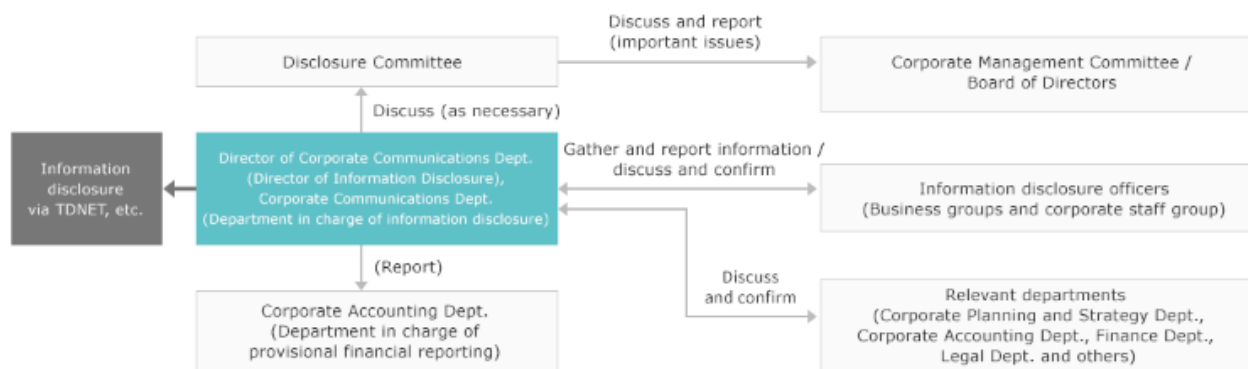 Discuss and report
(important issues)
Disclosure Committee
Corporate Management Committee /
Board of Directors
Discuss (as necessary)
Information
disclosure
via TDNET, etc.
Director of Corporate Communications Dept.
(Director of Information Disclosure),
Corporate Communications Dept.
(Department in charge of information disclosure)
Gather and report information /
discuss and confirm
Information disclosure officers
(Business groups and corporate staff group)
(Report)
Discuss
and confirm
Corporate Accounting Dept.
(Department in charge of
provisional financial reporting)
Relevant departments
(Corporate Planning and Strategy Dept.,
Corporate Accounting Dept., Finance Dept.,
Legal Dept. and others)